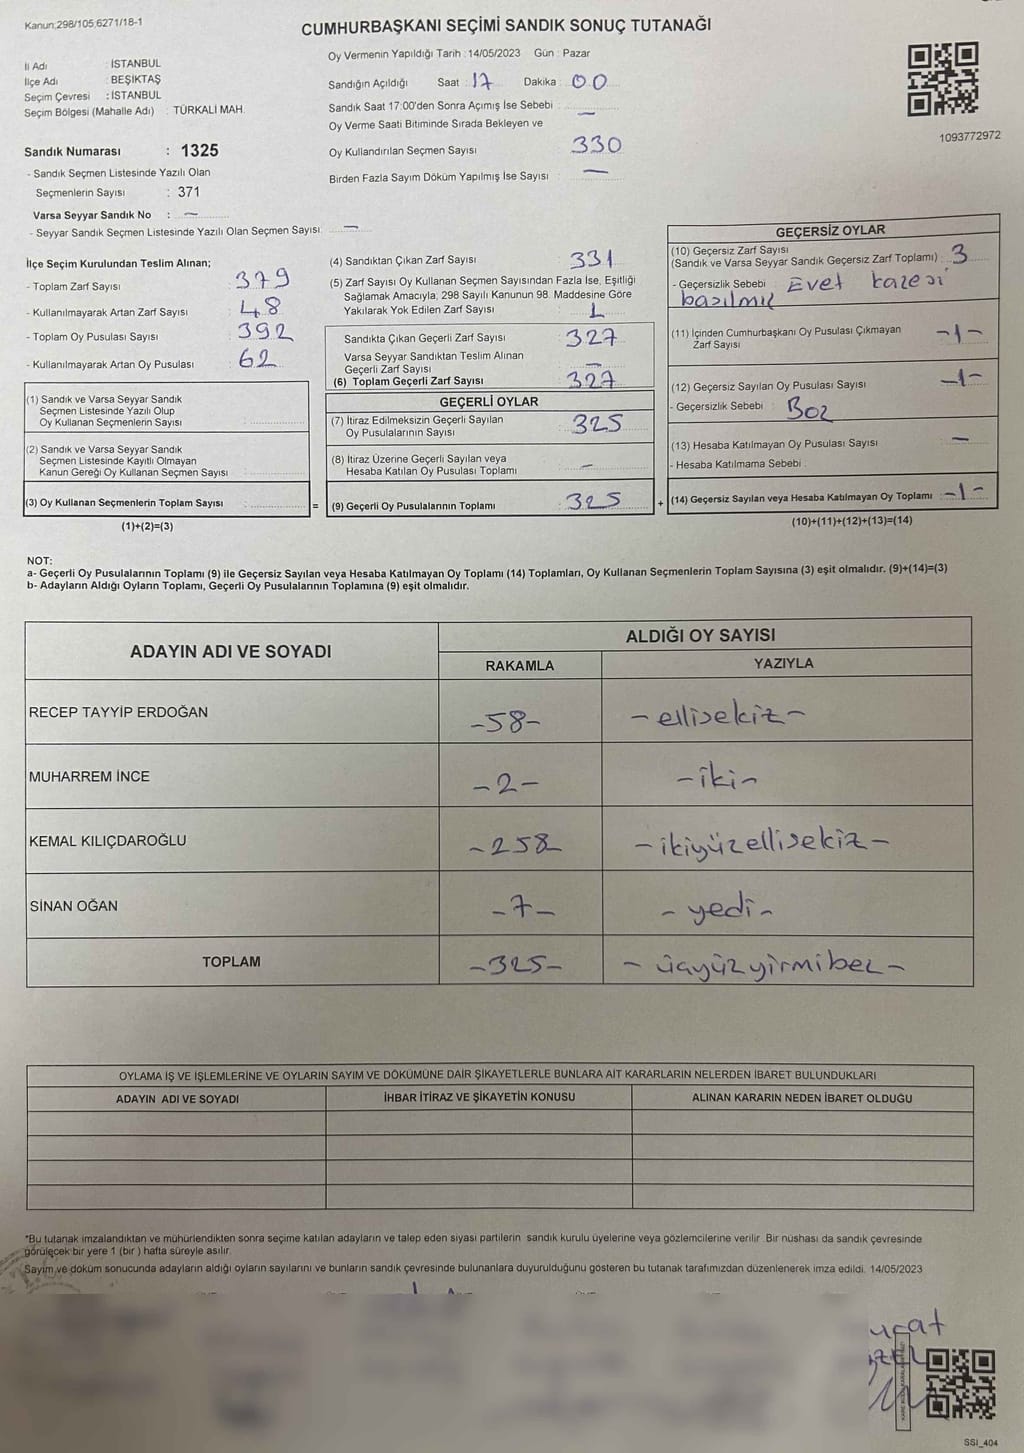 Kanun:298/105;6271/18-1
CUMHURBAŞKANI SEÇİMİ SANDIK SONUÇ TUTANAĞI
İl Adı : İSTANBUL
İlçe Adı : BEŞİKTAŞ
Seçim Çevresi : İSTANBUL
Seçim Bölgesi (Mahalle Adı) : TÜRKALİ MAH.
Sandık Numarası : 1325
- Sandık Seçmen Listesinde Yazılı Olan
Seçmenlerin Sayısı : 371
Varsa Seyyar Sandık No : —
- Seyyar Sandık Seçmen Listesinde Yazılı Olan Seçmen Sayısı: —
Oy Vermenin Yapıldığı Tarih : 14/05/2023 Gün : Pazar
Sandığın Açıldığı Saat : 17 Dakika : 00
Sandık Saat 17:00'den Sonra Açımış İse Sebebi : —
Oy Verme Saati Bitiminde Sırada Bekleyen ve
Oy Kullandırılan Seçmen Sayısı 330
Birden Fazla Sayım Döküm Yapılmış İse Sayısı : —
1093772972
İlçe Seçim Kurulundan Teslim Alınan;
- Toplam Zarf Sayısı : 379
- Kullanılmayarak Artan Zarf Sayısı : 48
- Toplam Oy Pusulası Sayısı : 392
- Kullanılmayarak Artan Oy Pusulası : 62
(1) Sandık ve Varsa Seyyar Sandık
Seçmen Listesinde Yazılı Olup
Oy Kullanan Seçmenlerin Sayısı :
(2) Sandık ve Varsa Seyyar Sandık
Seçmen Listesinde Kayıtlı Olmayan
Kanun Gereği Oy Kullanan Seçmen Sayısı :
(3) Oy Kullanan Seçmenlerin Toplam Sayısı : =
(1)+(2)=(3)
(4) Sandıktan Çıkan Zarf Sayısı : 331
(5) Zarf Sayısı Oy Kullanan Seçmen Sayısından Fazla İse, Eşitliği
Sağlamak Amacıyla, 298 Sayılı Kanunun 98. Maddesine Göre
Yakılarak Yok Edilen Zarf Sayısı : 1
Sandıkta Çıkan Geçerli Zarf Sayısı : 327
Varsa Seyyar Sandıktan Teslim Alınan
Geçerli Zarf Sayısı : —
(6) Toplam Geçerli Zarf Sayısı : 327
GEÇERLİ OYLAR
(7) İtiraz Edilmeksizin Geçerli Sayılan
Oy Pusulalarının Sayısı : 325
(8) İtiraz Üzerine Geçerli Sayılan veya
Hesaba Katılan Oy Pusulası Toplamı : —
(9) Geçerli Oy Pusulalarının Toplamı : 325 +
GEÇERSİZ OYLAR
(10) Geçersiz Zarf Sayısı
(Sandık ve Varsa Seyyar Sandık Geçersiz Zarf Toplamı) : 3
- Geçersizlik Sebebi : Evet kazesi
basılmış
(11) İçinden Cumhurbaşkanı Oy Pusulası Çıkmayan
Zarf Sayısı -1-
(12) Geçersiz Sayılan Oy Pusulası Sayısı : -1-
- Geçersizlik Sebebi : Boz
(13) Hesaba Katılmayan Oy Pusulası Sayısı : —
- Hesaba Katılmama Sebebi :
(14) Geçersiz Sayılan veya Hesaba Katılmayan Oy Toplamı : -1-
(10)+(11)+(12)+(13)=(14)
NOT:
a- Geçerli Oy Pusulalarının Toplamı (9) ile Geçersiz Sayılan veya Hesaba Katılmayan Oy Toplamı (14) Toplamları, Oy Kullanan Seçmenlerin Toplam Sayısına (3) eşit olmalıdır. (9)+(14)=(3)
b- Adayların Aldığı Oyların Toplamı, Geçerli Oy Pusulalarının Toplamına (9) eşit olmalıdır.
ADAYIN ADI VE SOYADI ALDIĞI OY SAYISI
RAKAMLA YAZIYLA
RECEP TAYYİP ERDOĞAN -58- -ellisekiz-
MUHARREM İNCE -2- -iki-
KEMAL KILIÇDAROĞLU -258- -ikiyüzellisekiz-
SİNAN OĞAN -7- -yedi-
TOPLAM -325- -üçyüzyirmibeş-
OYLAMA İŞ VE İŞLEMLERİNE VE OYLARIN SAYIM VE DÖKÜMÜNE DAİR ŞİKAYETLERLE BUNLARA AİT KARARLARIN NELERDEN İBARET BULUNDUKLARI
ADAYIN ADI VE SOYADI İHBAR İTİRAZ VE ŞİKAYETİN KONUSU ALINAN KARARIN NEDEN İBARET OLDUĞU
*Bu tutanak imzalandıktan ve mühürlendikten sonra seçime katılan adayların ve talep eden siyasi partilerin sandık kurulu üyelerine veya gözlemcilerine verilir. Bir nüshası da sandık çevresinde
görülecek bir yere 1 (bir ) hafta süreyle asılır.
Sayım ve döküm sonucunda adayların aldığı oyların sayılarını ve bunların sandık çevresinde bulunanlara duyurulduğunu gösteren bu tutanak tarafımızdan düzenlenerek imza edildi. 14/05/2023
SSI_404